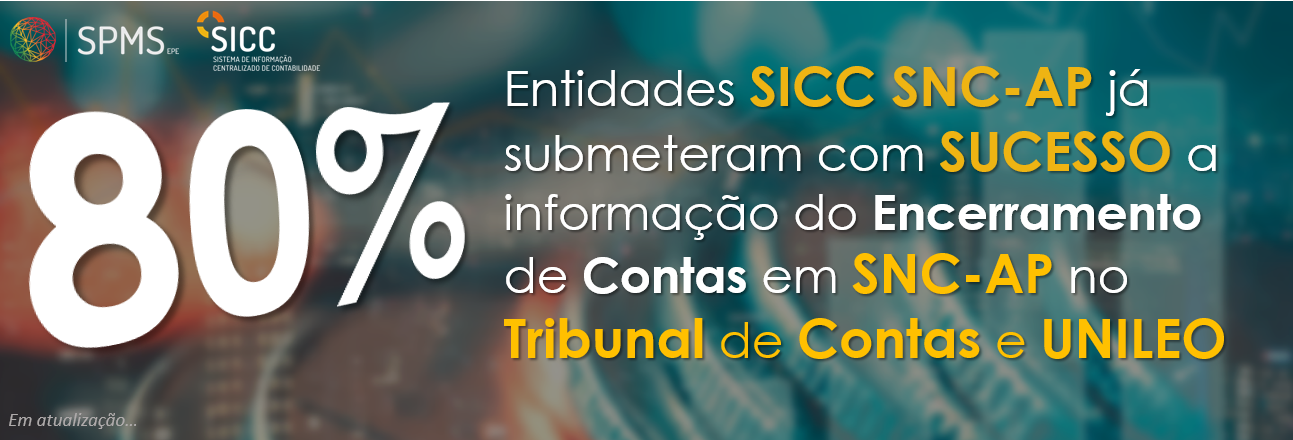 SPMS EPE
SICC
SISTEMA DE INFORMAÇÃO
CENTRALIZADO DE CONTABILIDADE
80%
Entidades SICC SNC-AP já
submeteram com SUCESSO a
informação do Encerramento
de Contas em SNC-AP no
Tribunal de Contas e UNILEO
Em atualização...